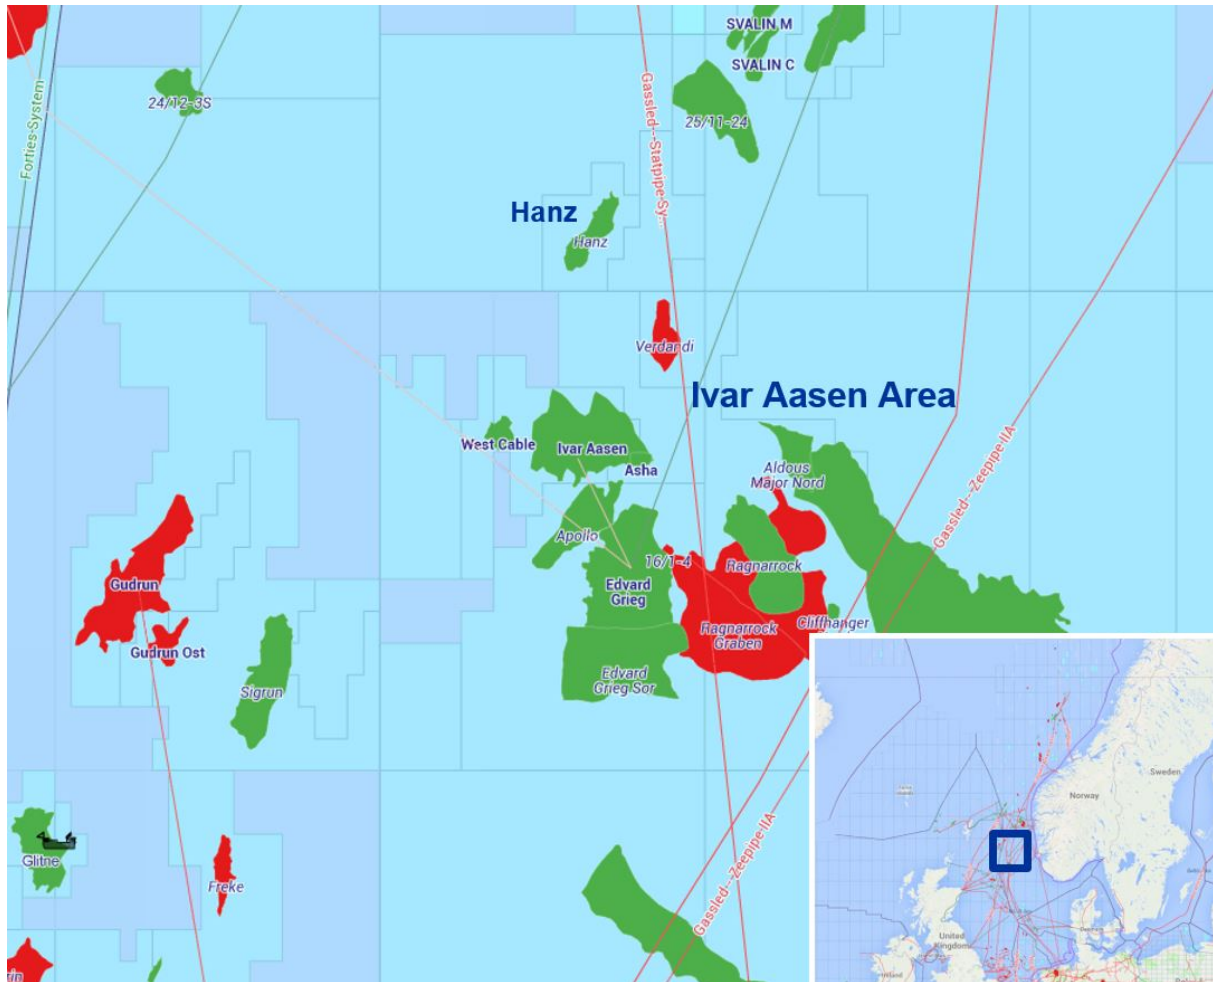 SVALIN M
SVALIN C
24/12-3S
25/11-24
Forties-System
Gassled---Statpipe-Sy...
Hanz
Hanz
Verdandi
Ivar Aasen Area
West Cable
Ivar Aasen
Asha
Aldous
Major Nord
Gassled---Zeepipe-IIA
Apollo
16/1-4
Ragnarrock
Gudrun
Edvard
Grieg
Cliffhanger
Ragnarrock
Graben
Gudrun Ost
Edvard
Grieg Sor
Sigrun
Glitne
Freke
Gassled---Zeepipe-IIA
Sweden
Norway
United
Kingdom